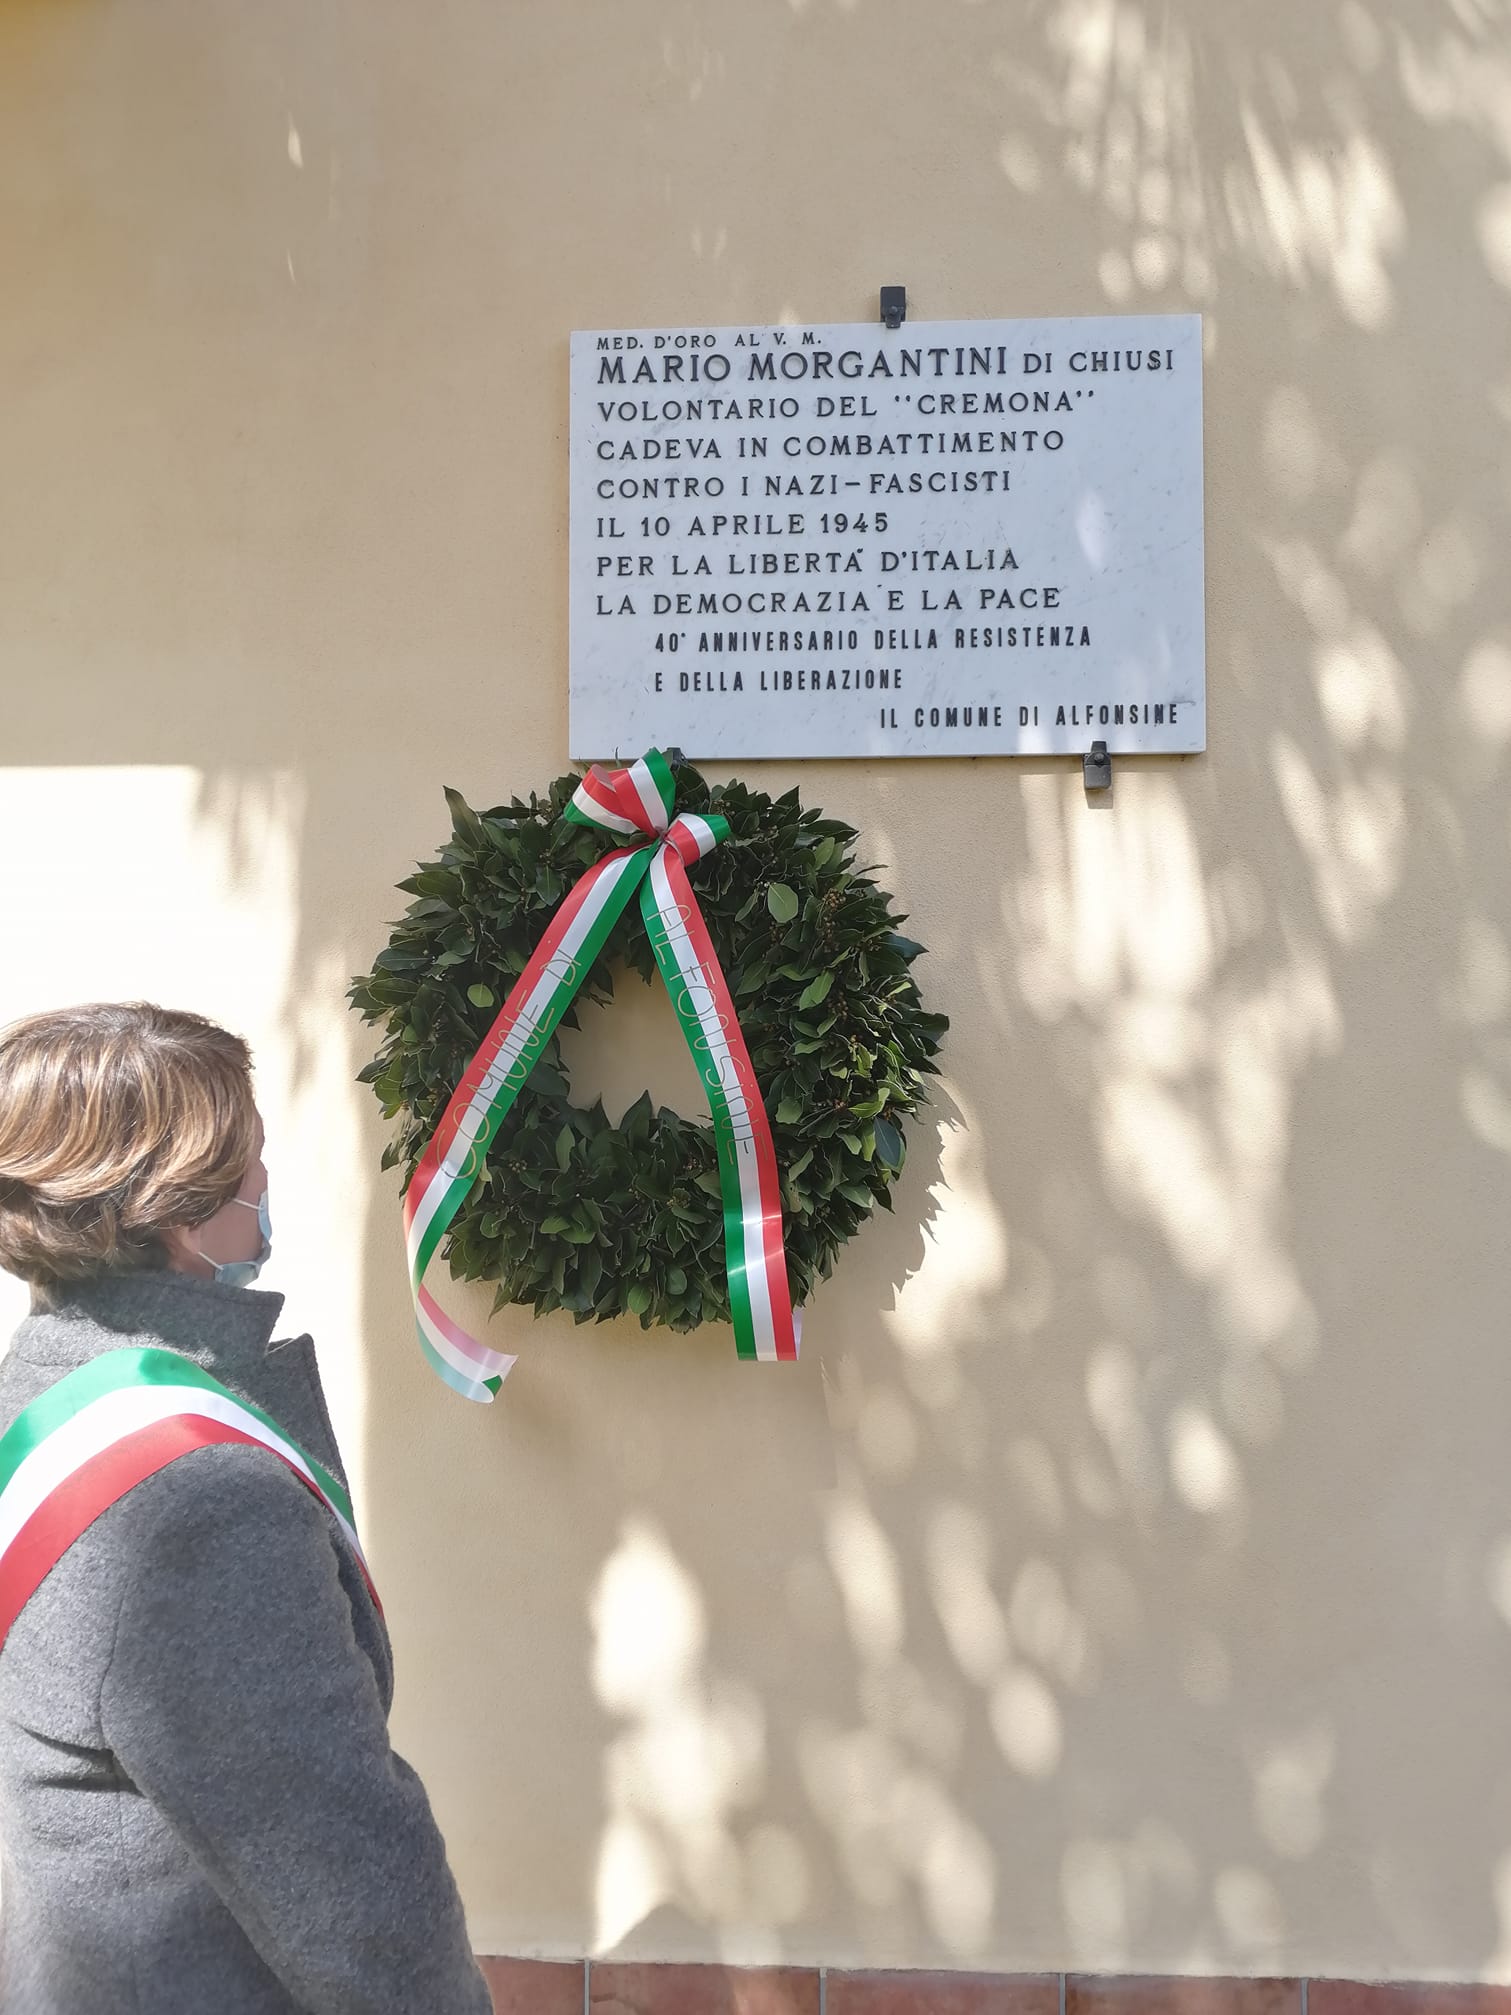 MED. D'ORO AL V. M.
MARIO MORGANTINI DI CHIUSI
VOLONTARIO DEL "CREMONA"
CADEVA IN COMBATTIMENTO
CONTRO I NAZI-FASCISTI
IL 10 APRILE 1945
PER LA LIBERTÁ D'ITALIA
LA DEMOCRAZIA E LA PACE
40° ANNIVERSARIO DELLA RESISTENZA
E DELLA LIBERAZIONE
IL COMUNE DI ALFONSINE
COMUNE Di
ALFONSiNE